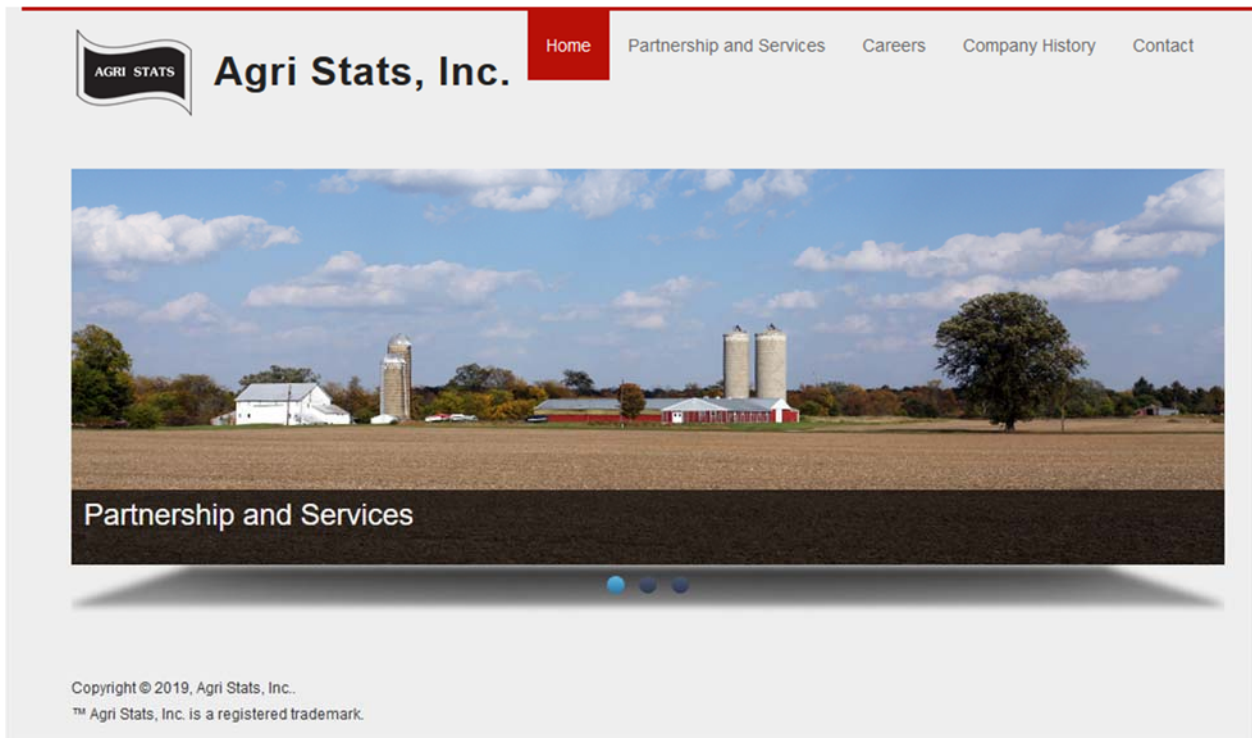 AGRI STATS
Agri Stats, Inc.
Home Partnership and Services Careers Company History Contact
Partnership and Services
Copyright © 2019, Agri Stats, Inc..
™ Agri Stats, Inc. is a registered trademark.